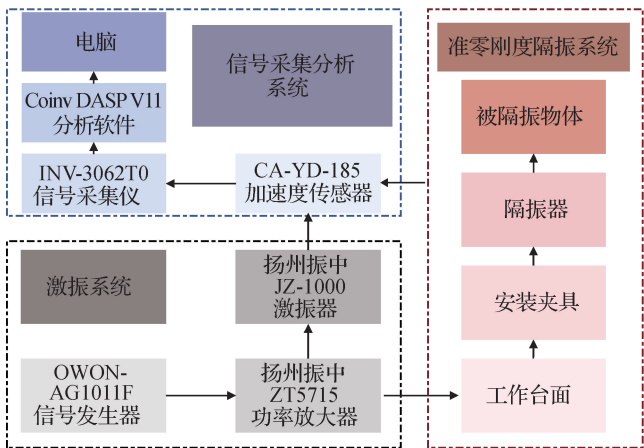 电脑
Coinv DASP V11
分析软件
INV-3062T0
信号采集仪
信号采集分析
系统
CA-YD-185
加速度传感器
准零刚度隔振系统
被隔振物体
隔振器
安装夹具
工作台面
激振系统
扬州振中
JZ-1000
激振器
OWON-
AG1011F
信号发生器
扬州振中
ZT5715
功率放大器